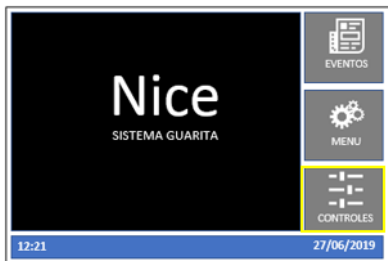 Nice
SISTEMA GUARITA
EVENTOS
MENU
CONTROLES
12:21
27/06/2019